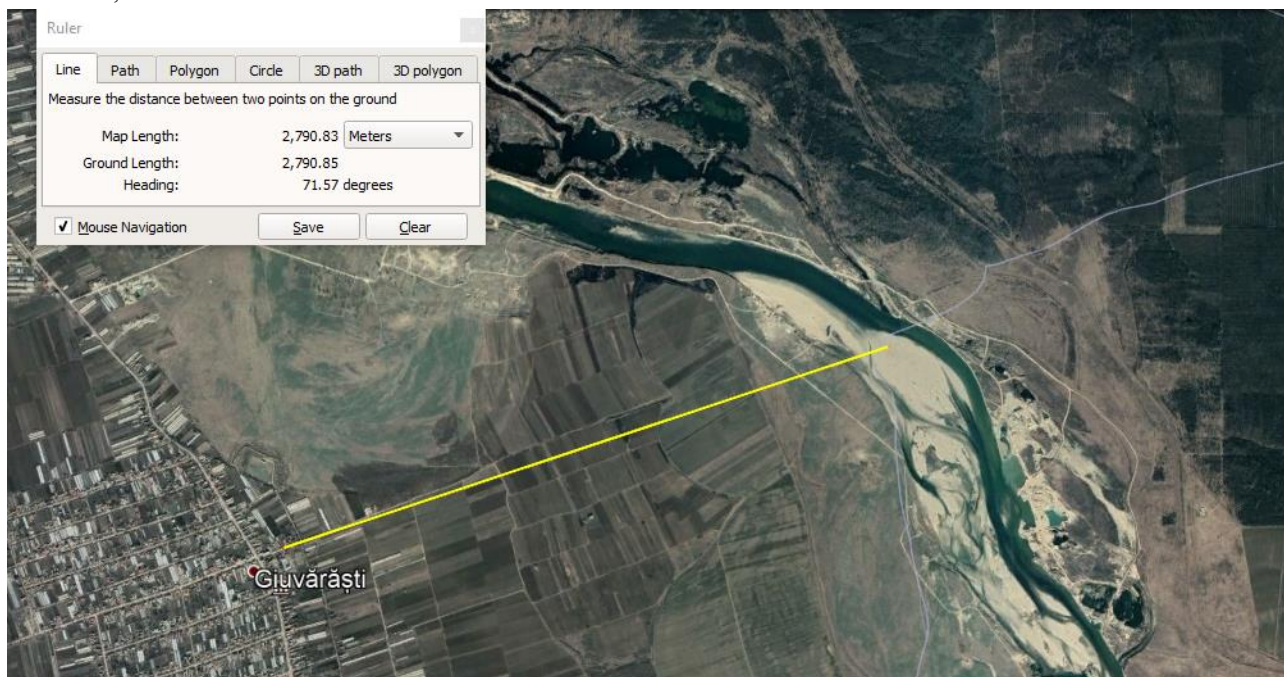 Ruler
Line Path Polygon Circle 3D path 3D polygon
Measure the distance between two points on the ground
Map Length: 2,790.83 Meters
Ground Length: 2,790.85
Heading: 71.57 degrees
Mouse Navigation Save Clear
Giuvărăști